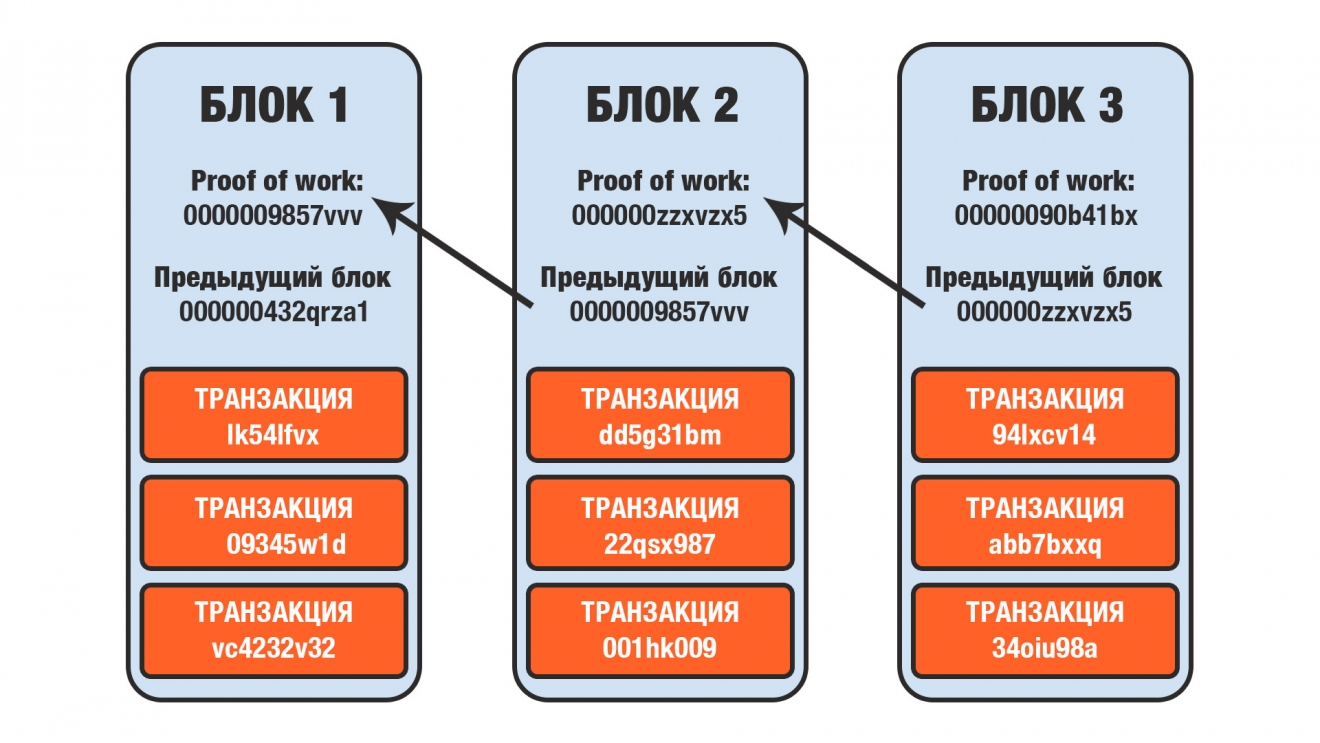 БЛОК 1
Proof of work:
0000009857vvv
Предыдущий блок
000000432qrza1
ТРАНЗАКЦИЯ
lk54lfvx
ТРАНЗАКЦИЯ
09345w1d
ТРАНЗАКЦИЯ
vc4232v32
БЛОК 2
Proof of work:
000000zzxvzx5
Предыдущий блок
0000009857vvv
ТРАНЗАКЦИЯ
dd5g31bm
ТРАНЗАКЦИЯ
22qsx987
ТРАНЗАКЦИЯ
001hk009
БЛОК 3
Proof of work:
00000090b41bx
Предыдущий блок
000000zzxvzx5
ТРАНЗАКЦИЯ
94lxcv14
ТРАНЗАКЦИЯ
abb7bxxq
ТРАНЗАКЦИЯ
34oiu98a